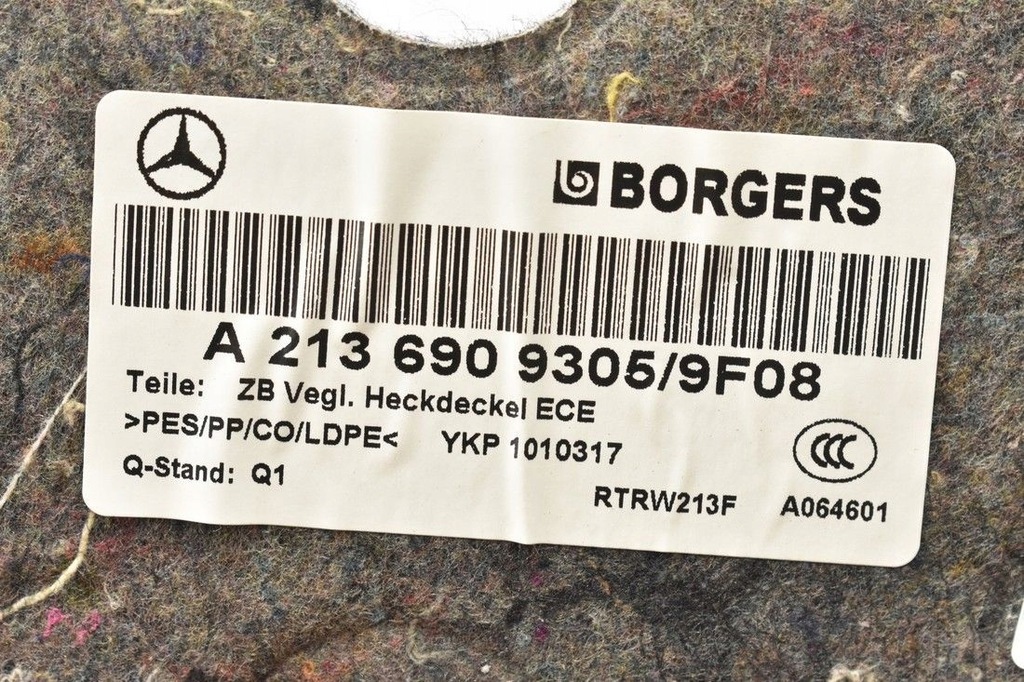 BORGERS
A 213 690 9305/9F08
Teile: ZB Vegl. Heckdeckel ECE
>PES/PP/CO/LDPE< YKP 1010317
Q-Stand: Q1
RTRW213F A064601
CCC